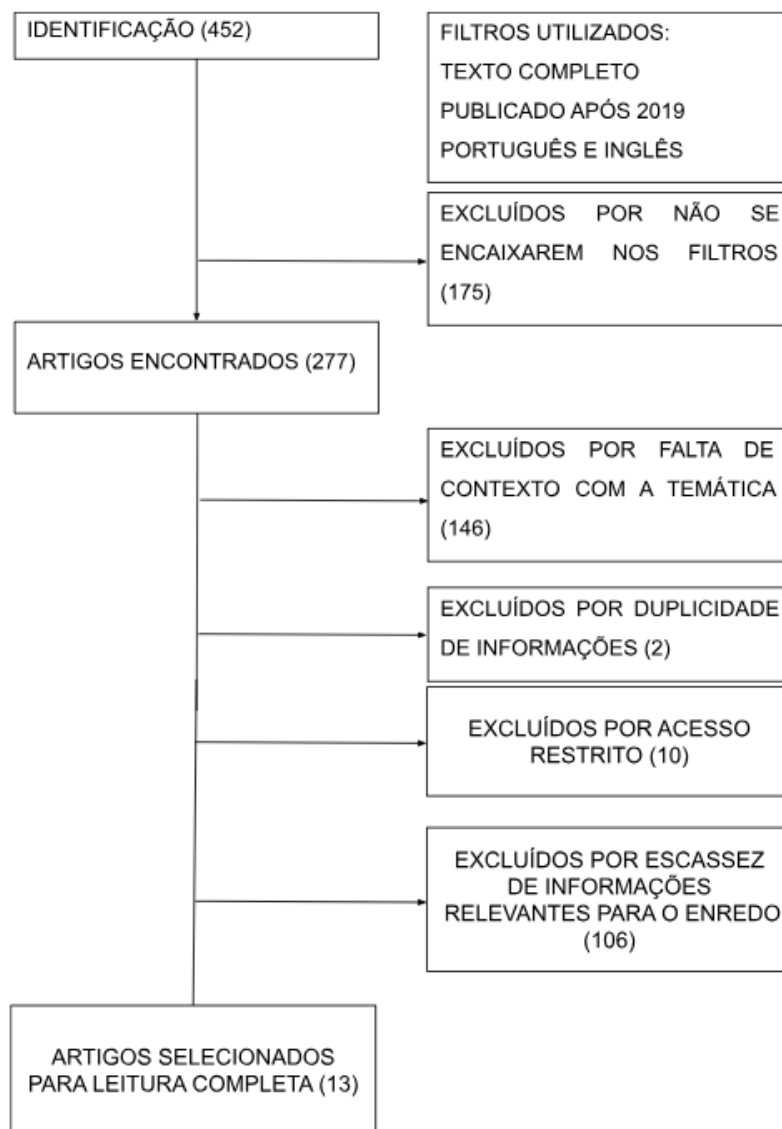 IDENTIFICAÇÃO (452)
FILTROS UTILIZADOS:
TEXTO COMPLETO
PUBLICADO APÓS 2019
PORTUGUÊS E INGLÊS
EXCLUÍDOS POR NÃO SE
ENCAIXAREM NOS FILTROS
(175)
ARTIGOS ENCONTRADOS (277)
EXCLUÍDOS POR FALTA DE
CONTEXTO COM A TEMÁTICA
(146)
EXCLUÍDOS POR DUPLICIDADE
DE INFORMAÇÕES (2)
EXCLUÍDOS POR ACESSO
RESTRITO (10)
EXCLUÍDOS POR ESCASSEZ
DE INFORMAÇÕES
RELEVANTES PARA O ENREDO
(106)
ARTIGOS SELECIONADOS
PARA LEITURA COMPLETA (13)